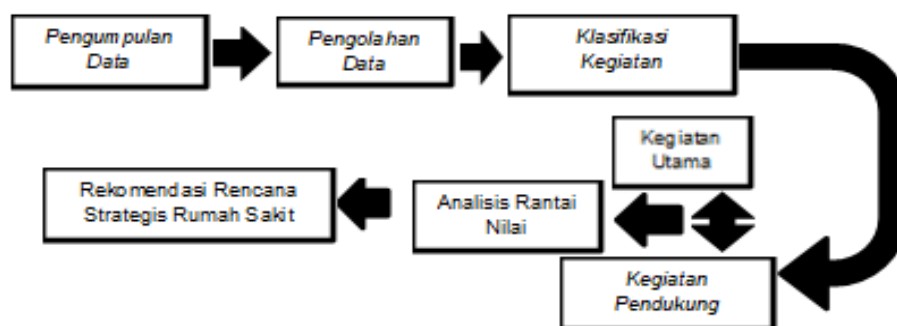 Pengumpulan
Data
Pengolahan
Data
Klasifikasi
Kegiatan
Kegiatan
Utama
Kegiatan
Pendukung
Analisis Rantai
Nilai
Rekomendasi Rencana
Strategis Rumah Sakit